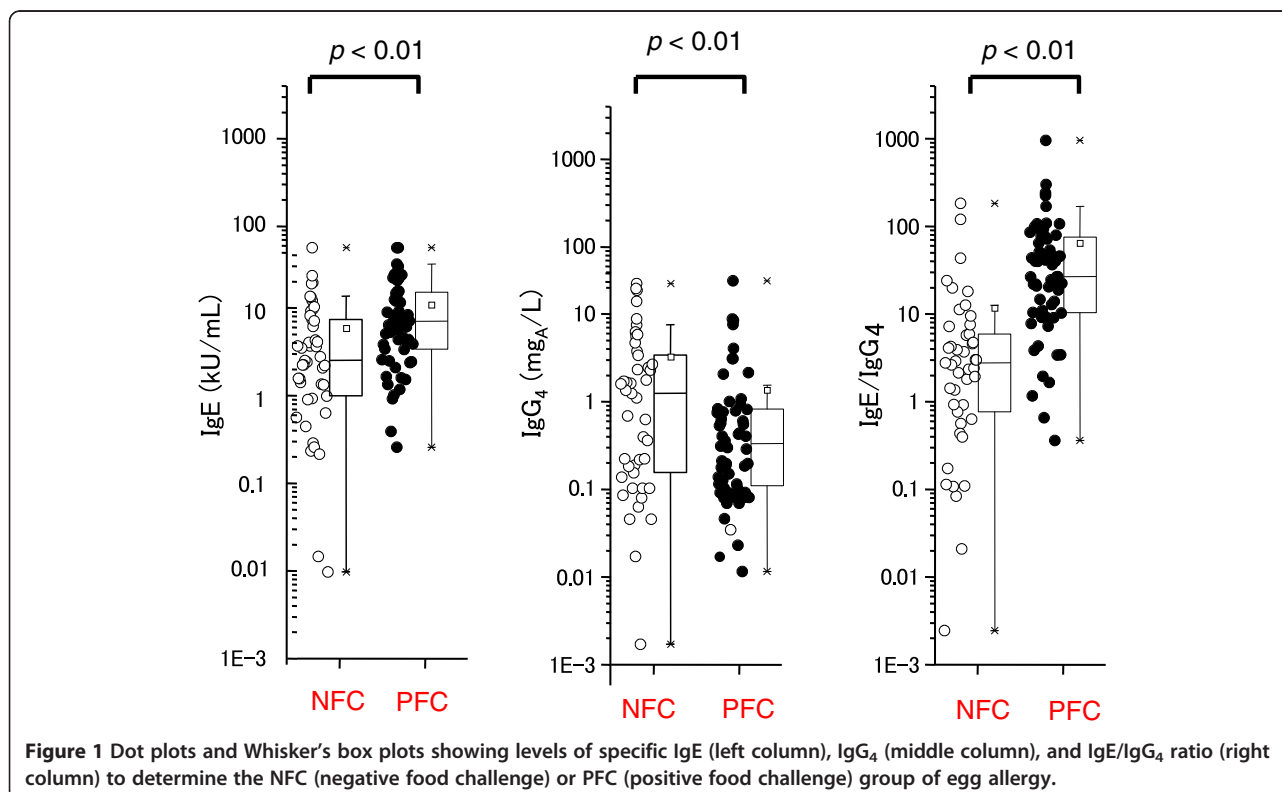 p < 0.01
p < 0.01
p < 0.01
IgE (kU/mL)
1000
100
10
1
0.1
0.01
1E-3
NFC
PFC
IgG4 (mgA/L)
1000
100
10
1
0.1
0.01
1E-3
NFC
PFC
IgE/IgG4
1000
100
10
1
0.1
0.01
1E-3
NFC
PFC
Figure 1 Dot plots and Whisker's box plots showing levels of specific IgE (left column), IgG4 (middle column), and IgE/IgG4 ratio (right
column) to determine the NFC (negative food challenge) or PFC (positive food challenge) group of egg allergy.